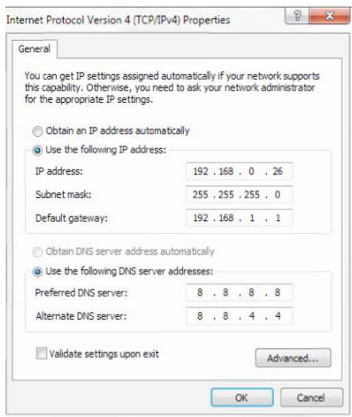 Internet Protocol Version 4 (TCP/IPv4) Properties
General
You can get IP settings assigned automatically if your network supports
this capability. Otherwise, you need to ask your network administrator
for the appropriate IP settings.
Obtain an IP address automatically
Use the following IP address:
IP address: 192 . 168 . 0 . 26
Subnet mask: 255 . 255 . 255 . 0
Default gateway: 192 . 168 . 1 . 1
Obtain DNS server address automatically
Use the following DNS server addresses:
Preferred DNS server: 8 . 8 . 8 . 8
Alternate DNS server: 8 . 8 . 4 . 4
Validate settings upon exit
Advanced...
OK Cancel